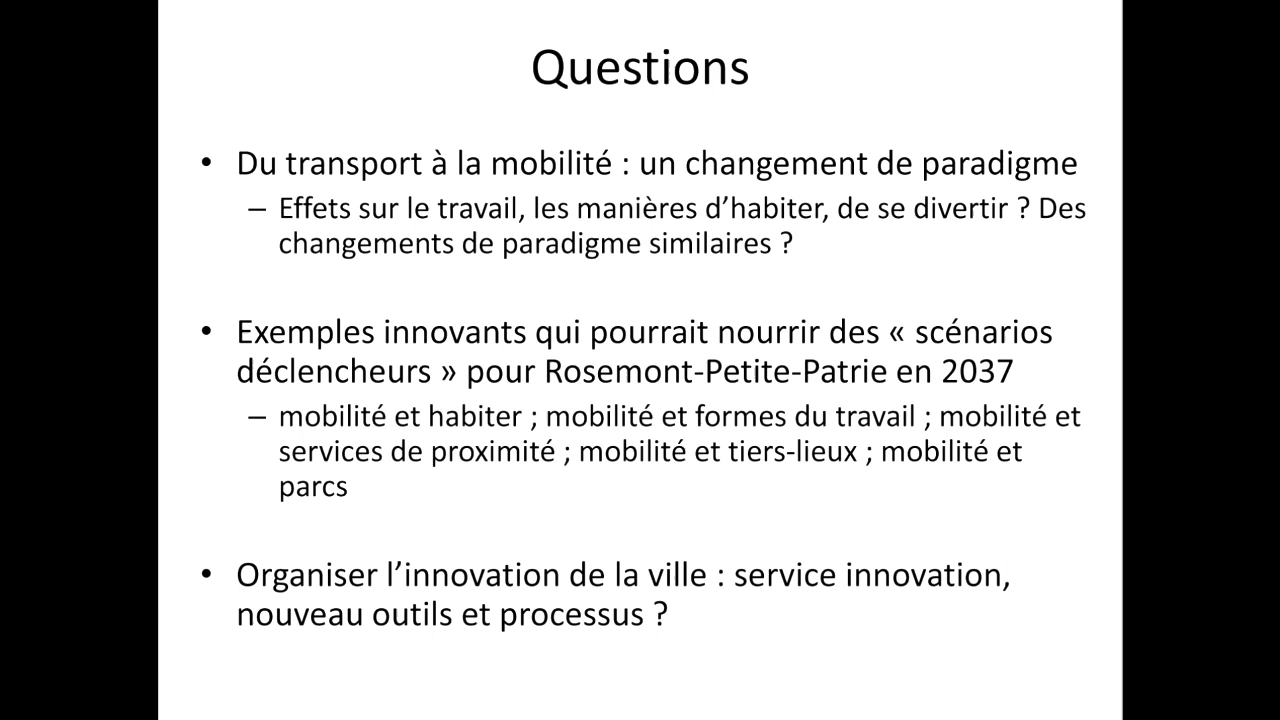 Questions
• Du transport à la mobilité : un changement de paradigme
– Effets sur le travail, les manières d’habiter, de se divertir ? Des
changements de paradigme similaires ?
• Exemples innovants qui pourrait nourrir des « scénarios
déclencheurs » pour Rosemont-Petite-Patrie en 2037
– mobilité et habiter ; mobilité et formes du travail ; mobilité et
services de proximité ; mobilité et tiers-lieux ; mobilité et
parcs
• Organiser l’innovation de la ville : service innovation,
nouveau outils et processus ?